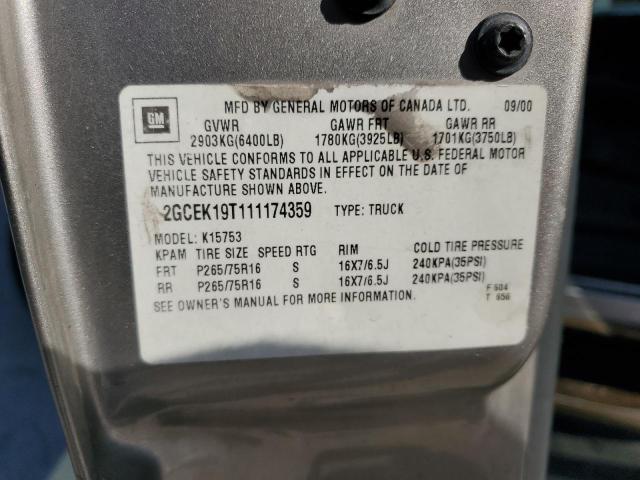 GM
MFD BY GENERAL MOTORS OF CANADA LTD. 09/00
GVWR GAWR FRT GAWR RR
2903KG(6400LB) 1780KG(3925LB) 1701KG(3750LB)
THIS VEHICLE CONFORMS TO ALL APPLICABLE U.S. FEDERAL MOTOR
VEHICLE SAFETY STANDARDS IN EFFECT ON THE DATE OF
MANUFACTURE SHOWN ABOVE.
2GCEK19T111174359 TYPE: TRUCK
MODEL: K15753
KPAM TIRE SIZE SPEED RTG RIM COLD TIRE PRESSURE
FRT P265/75R16 S 16X7/6.5J 240KPA(35PSI)
RR P265/75R16 S 16X7/6.5J 240KPA(35PSI)
SEE OWNER'S MANUAL FOR MORE INFORMATION.
F 504
T 956